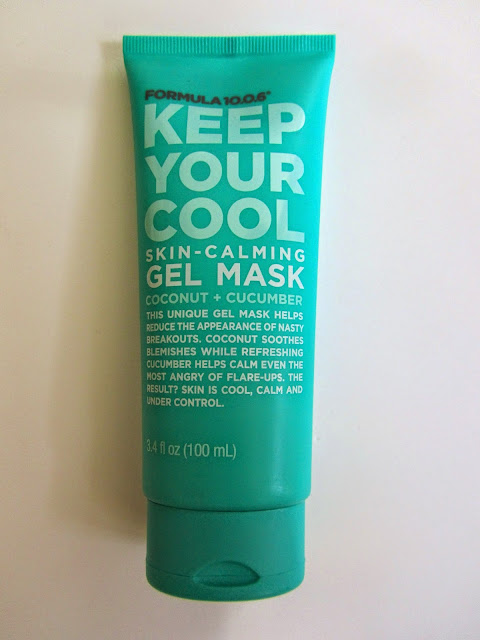 FORMULA 10.0.6
KEEP
YOUR
COOL
SKIN-CALMING
GEL MASK
COCONUT + CUCUMBER
THIS UNIQUE GEL MASK HELPS
REDUCE THE APPEARANCE OF NASTY
BREAKOUTS. COCONUT SOOTHES
BLEMISHES WHILE REFRESHING
CUCUMBER HELPS CALM EVEN THE
MOST ANGRY OF FLARE-UPS. THE
RESULT? SKIN IS COOL, CALM AND
UNDER CONTROL.
3.4 fl oz (100 mL)